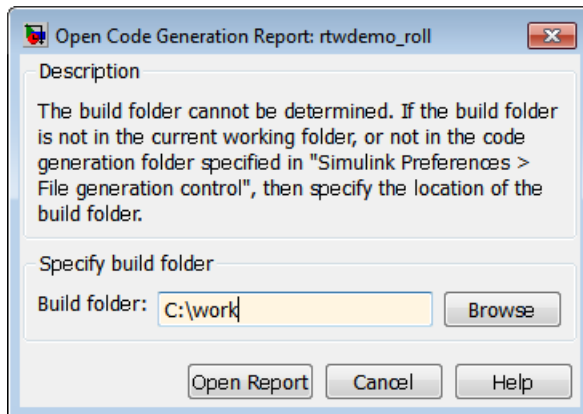 Open Code Generation Report: rtwdemo_roll
Description
The build folder cannot be determined. If the build folder
is not in the current working folder, or not in the code
generation folder specified in "Simulink Preferences >
File generation control", then specify the location of the
build folder.
Specify build folder
Build folder: C:\work Browse
Open Report Cancel Help